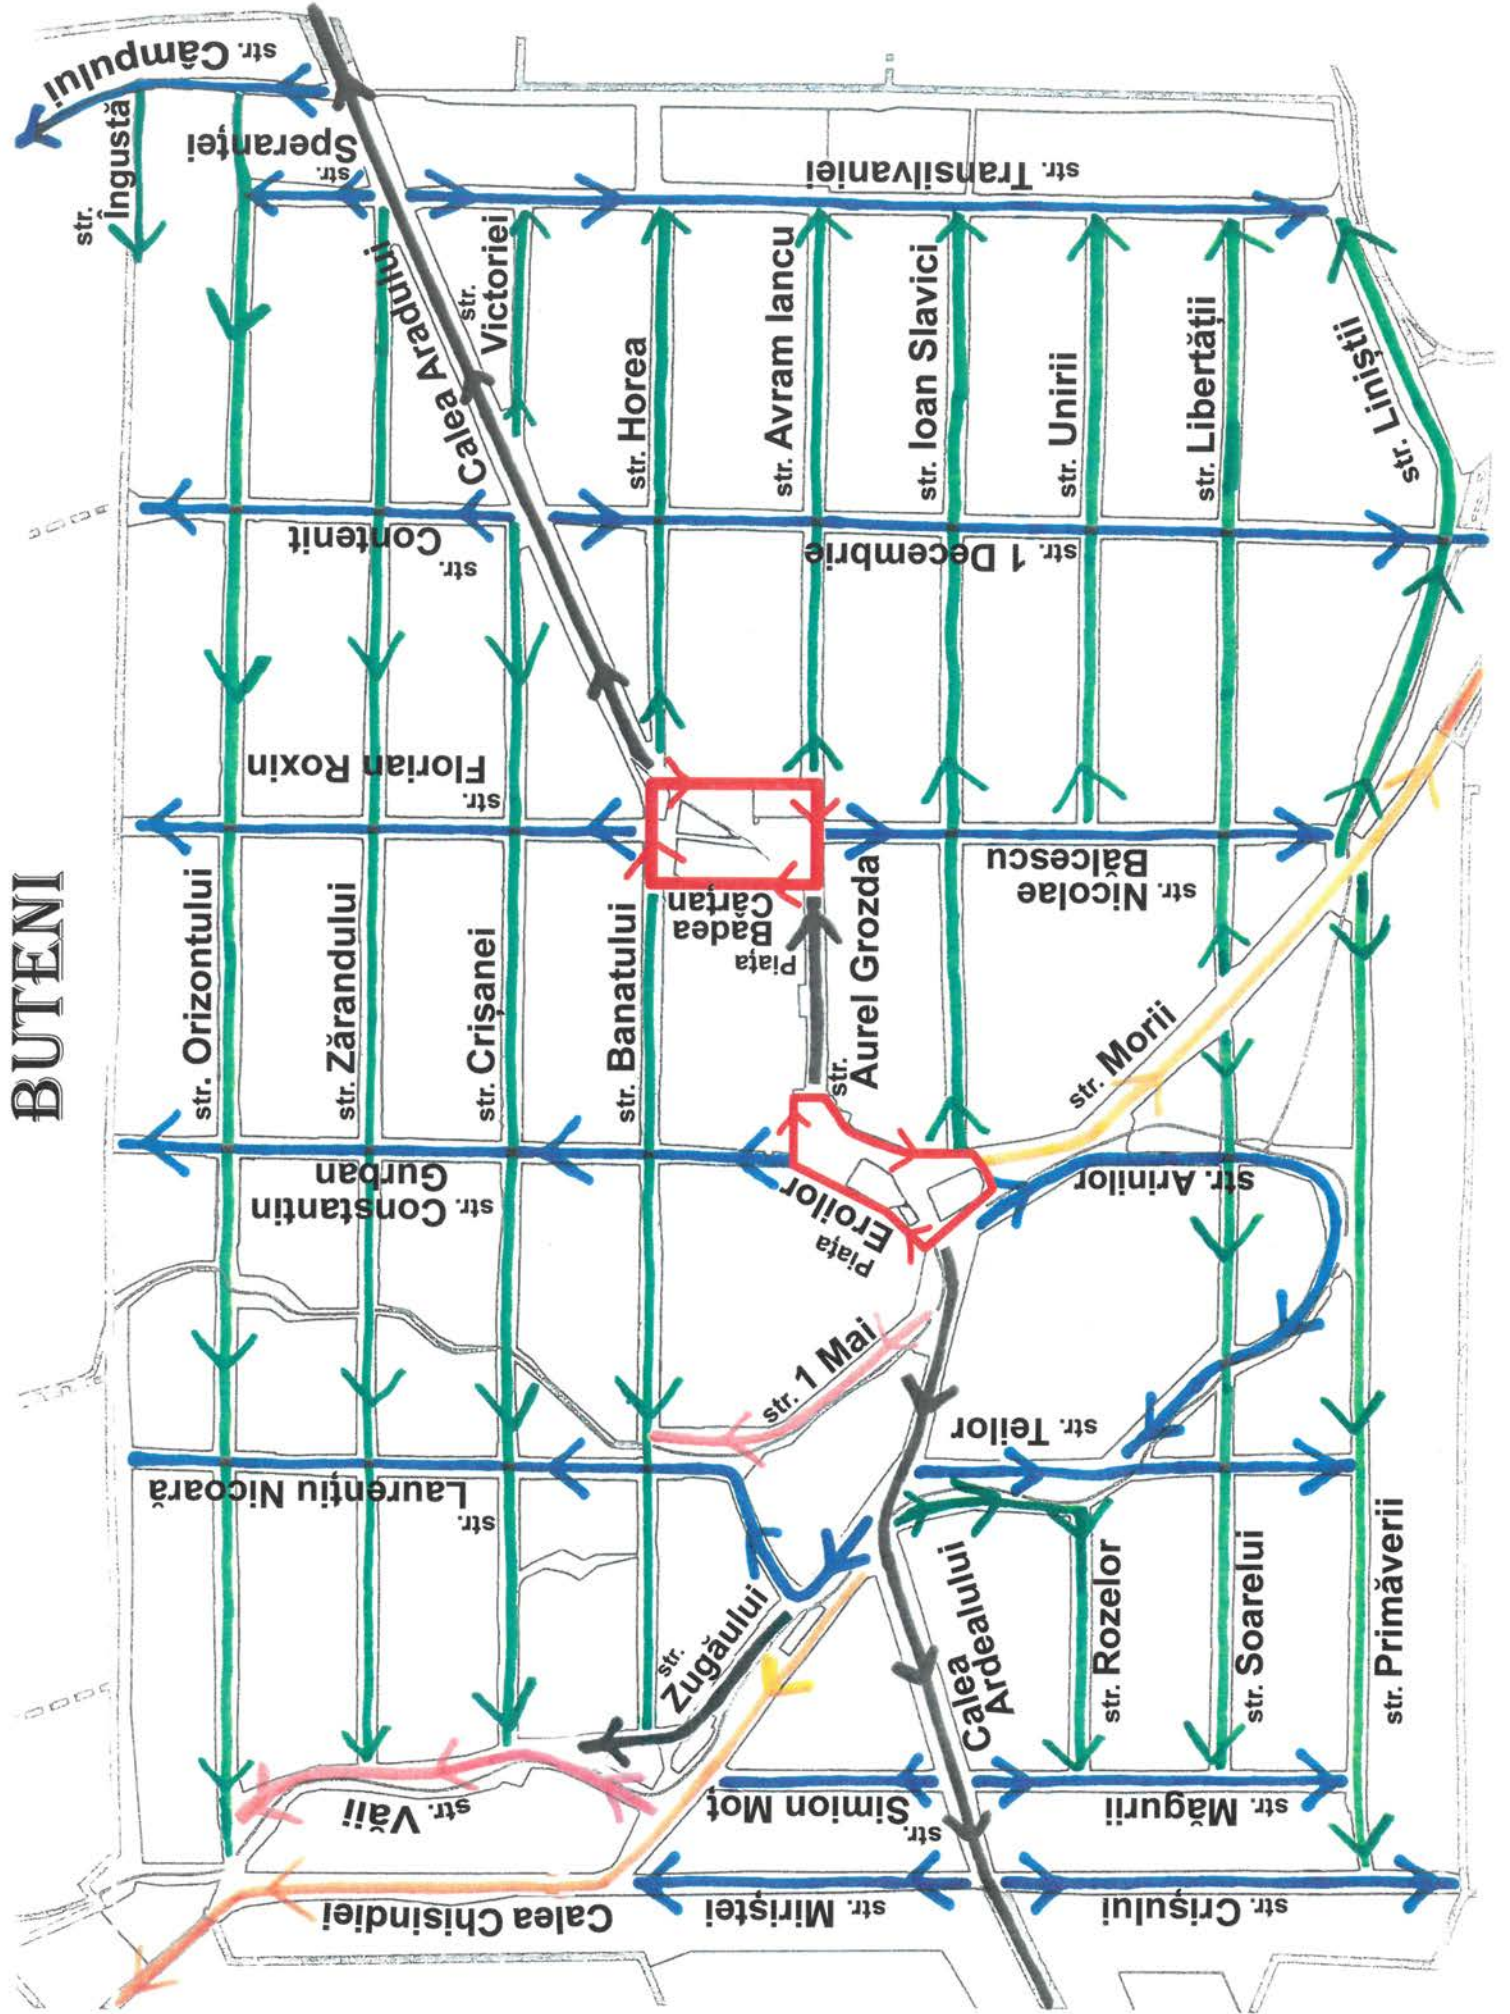 BUTENI
str. Câmpului
str.
Îngustă
str.
Speranței
Calea Aradului
str.
Victoriei
str. Horea
str. Avram Iancu
str. Ioan Slavici
str. Unirii
str. Libertății
str. Liniștii
str. Transilvaniei
str.
Contenit
str. 1 Decembrie
str.
Florian Roxin
str. Nicolae
Bălcescu
Piața
Badea
Cârțan
str.
Aurel Grozda
str. Orizontului
str. Zărandului
str. Crișanei
str. Banatului
str. Constantin
Gurban
Piața
Eroilor
str. Morii
str. Arinilor
str. 1 Mai
str. Teilor
str.
Laurențiu Nicoară
str.
Zugăului
Calea
Ardealului
str. Rozelor
str. Soarelui
str. Primăverii
str. Văii
str.
Simion Moț
str. Măgurii
Calea Chisindiei
str. Miriștei
str. Crișului